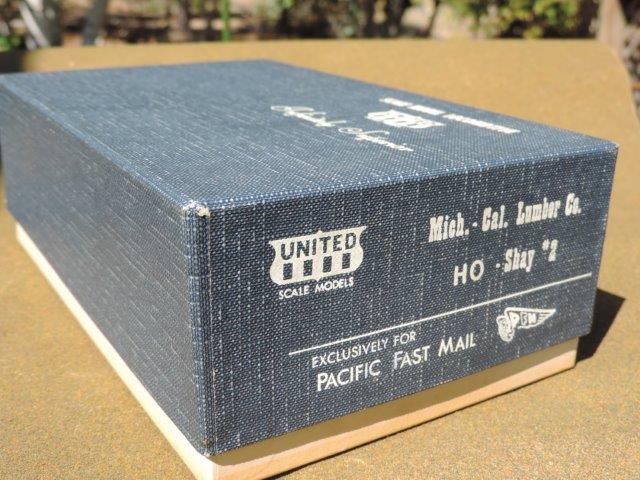 UNITED
SCALE MODELS
Mich.-Cal. Lumber Co.
HO - Shay #2
EXCLUSIVELY FOR
PACIFIC FAST MAIL
PFM